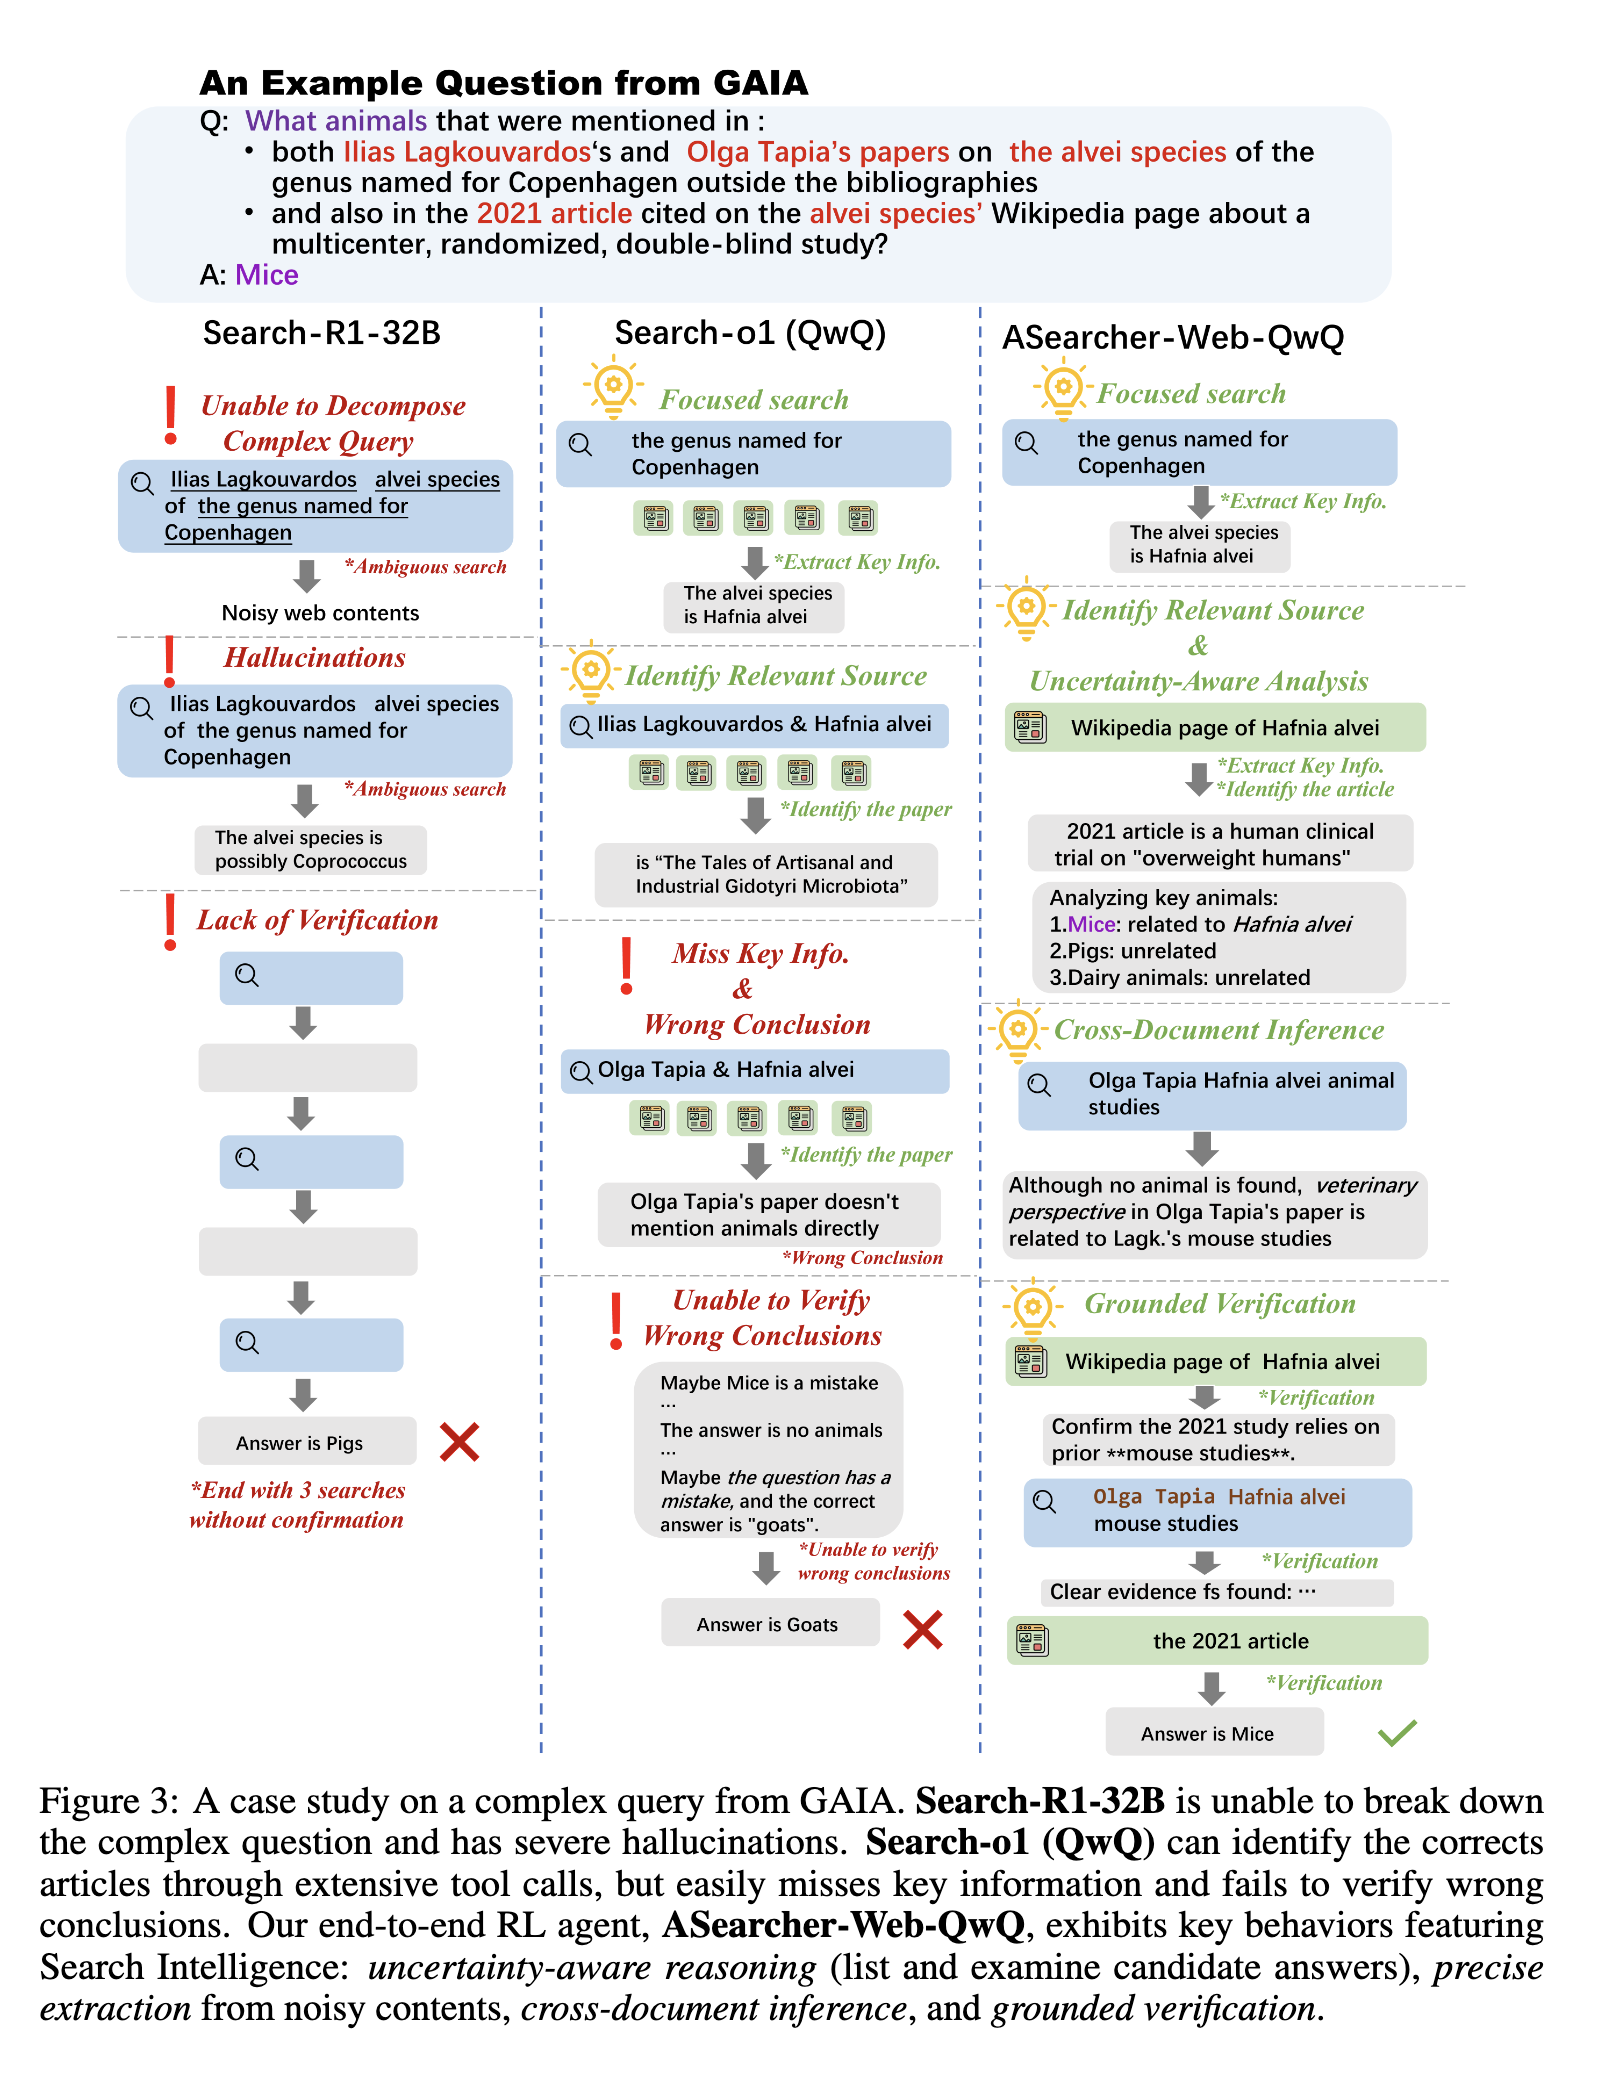 An Example Question from GAIA
Q: What animals that were mentioned in :
• both Ilias Lagkouvardos‘s and Olga Tapia’s papers on the alvei species of the
genus named for Copenhagen outside the bibliographies
• and also in the 2021 article cited on the alvei species’ Wikipedia page about a
multicenter, randomized, double-blind study?
A: Mice
Search-R1-32B
Unable to Decompose
Complex Query
Ilias Lagkouvardos alvei species
of the genus named for
Copenhagen
*Ambiguous search
Noisy web contents
Hallucinations
Ilias Lagkouvardos alvei species
of the genus named for
Copenhagen
*Ambiguous search
The alvei species is
possibly Coprococcus
Lack of Verification
Answer is Pigs
*End with 3 searches
without confirmation
Search-o1 (QwQ)
Focused search
the genus named for
Copenhagen
*Extract Key Info.
The alvei species
is Hafnia alvei
Identify Relevant Source
Ilias Lagkouvardos & Hafnia alvei
*Identify the paper
is “The Tales of Artisanal and
Industrial Gidotyri Microbiota”
Miss Key Info.
&
Wrong Conclusion
Olga Tapia & Hafnia alvei
*Identify the paper
Olga Tapia's paper doesn't
mention animals directly
*Wrong Conclusion
Unable to Verify
Wrong Conclusions
Maybe Mice is a mistake
...
The answer is no animals
...
Maybe the question has a
mistake, and the correct
answer is "goats".
*Unable to verify
wrong conclusions
Answer is Goats
ASearcher-Web-QwQ
Focused search
the genus named for
Copenhagen
*Extract Key Info.
The alvei species
is Hafnia alvei
Identify Relevant Source
&
Uncertainty-Aware Analysis
Wikipedia page of Hafnia alvei
*Extract Key Info.
*Identify the article
2021 article is a human clinical
trial on "overweight humans"
Analyzing key animals:
1.Mice: related to Hafnia alvei
2.Pigs: unrelated
3.Dairy animals: unrelated
Cross-Document Inference
Olga Tapia Hafnia alvei animal
studies
Although no animal is found, veterinary
perspective in Olga Tapia's paper is
related to Lagk.'s mouse studies
Grounded Verification
Wikipedia page of Hafnia alvei
*Verification
Confirm the 2021 study relies on
prior **mouse studies**.
Olga Tapia Hafnia alvei
mouse studies
*Verification
Clear evidence fs found: ···
the 2021 article
*Verification
Answer is Mice
Figure 3: A case study on a complex query from GAIA. Search-R1-32B is unable to break down
the complex question and has severe hallucinations. Search-o1 (QwQ) can identify the corrects
articles through extensive tool calls, but easily misses key information and fails to verify wrong
conclusions. Our end-to-end RL agent, ASearcher-Web-QwQ, exhibits key behaviors featuring
Search Intelligence: uncertainty-aware reasoning (list and examine candidate answers), precise
extraction from noisy contents, cross-document inference, and grounded verification.